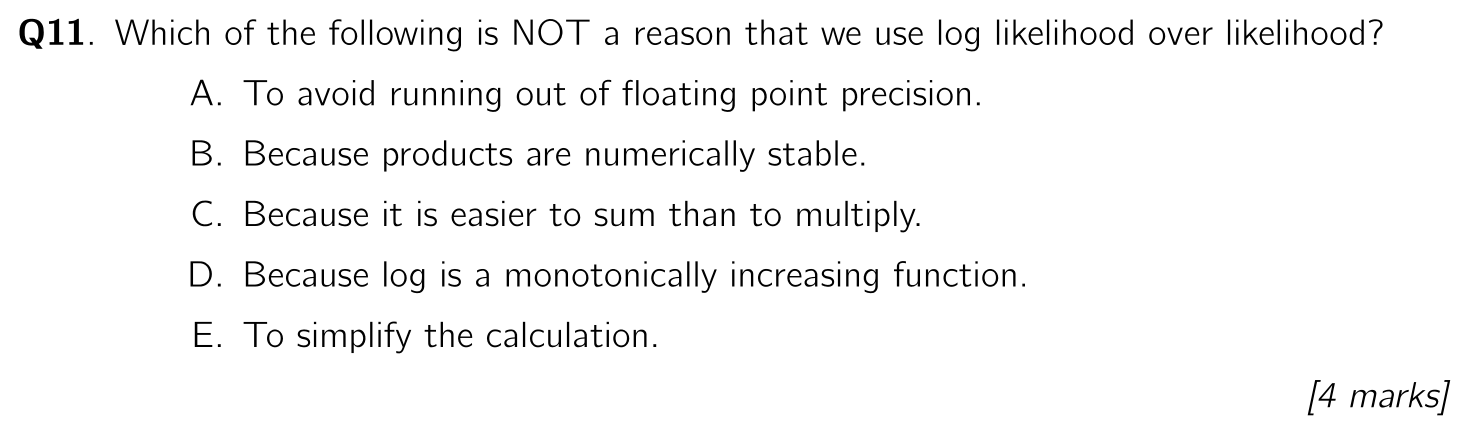 Q11. Which of the following is NOT a reason that we use log likelihood over likelihood?
A. To avoid running out of floating point precision.
B. Because products are numerically stable.
C. Because it is easier to sum than to multiply.
D. Because log is a monotonically increasing function.
E. To simplify the calculation.
[4 marks]